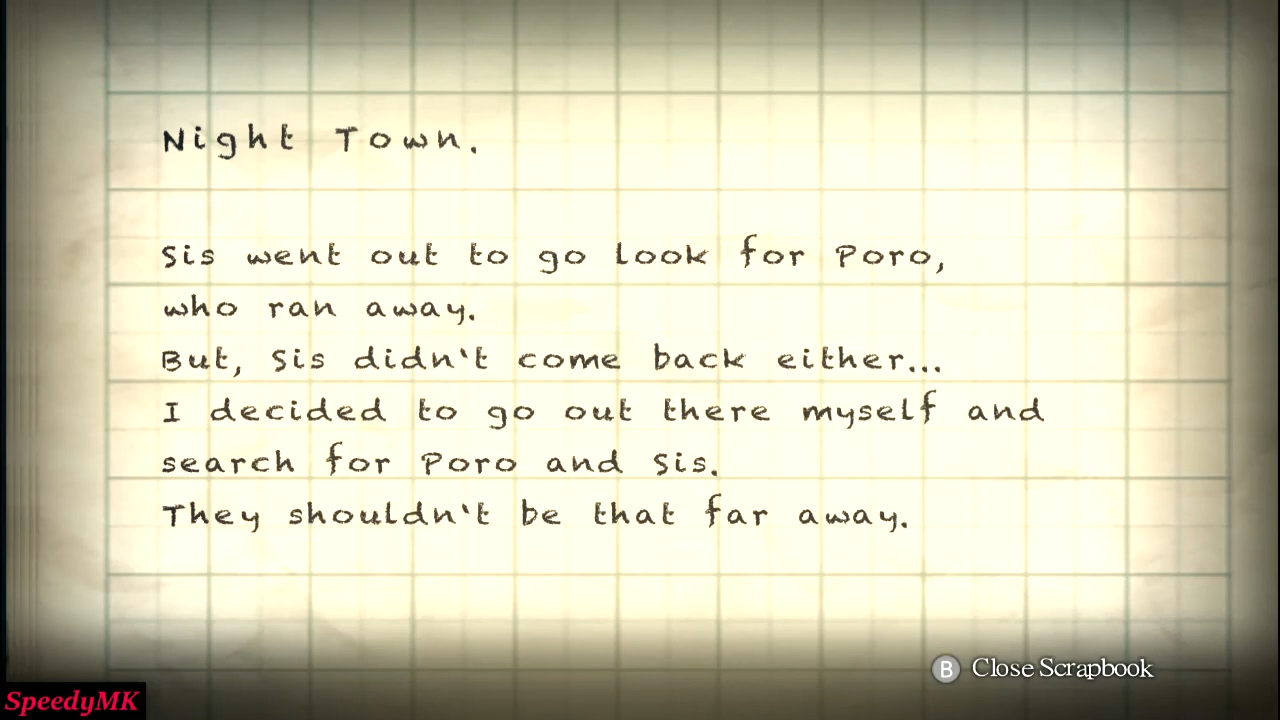 Night Town.
Sis went out to go look for Poro,
who ran away.
But, Sis didn't come back either...
I decided to go out there myself and
search for Poro and Sis.
They shouldn't be that far away.
B Close Scrapbook
SpeedyMK